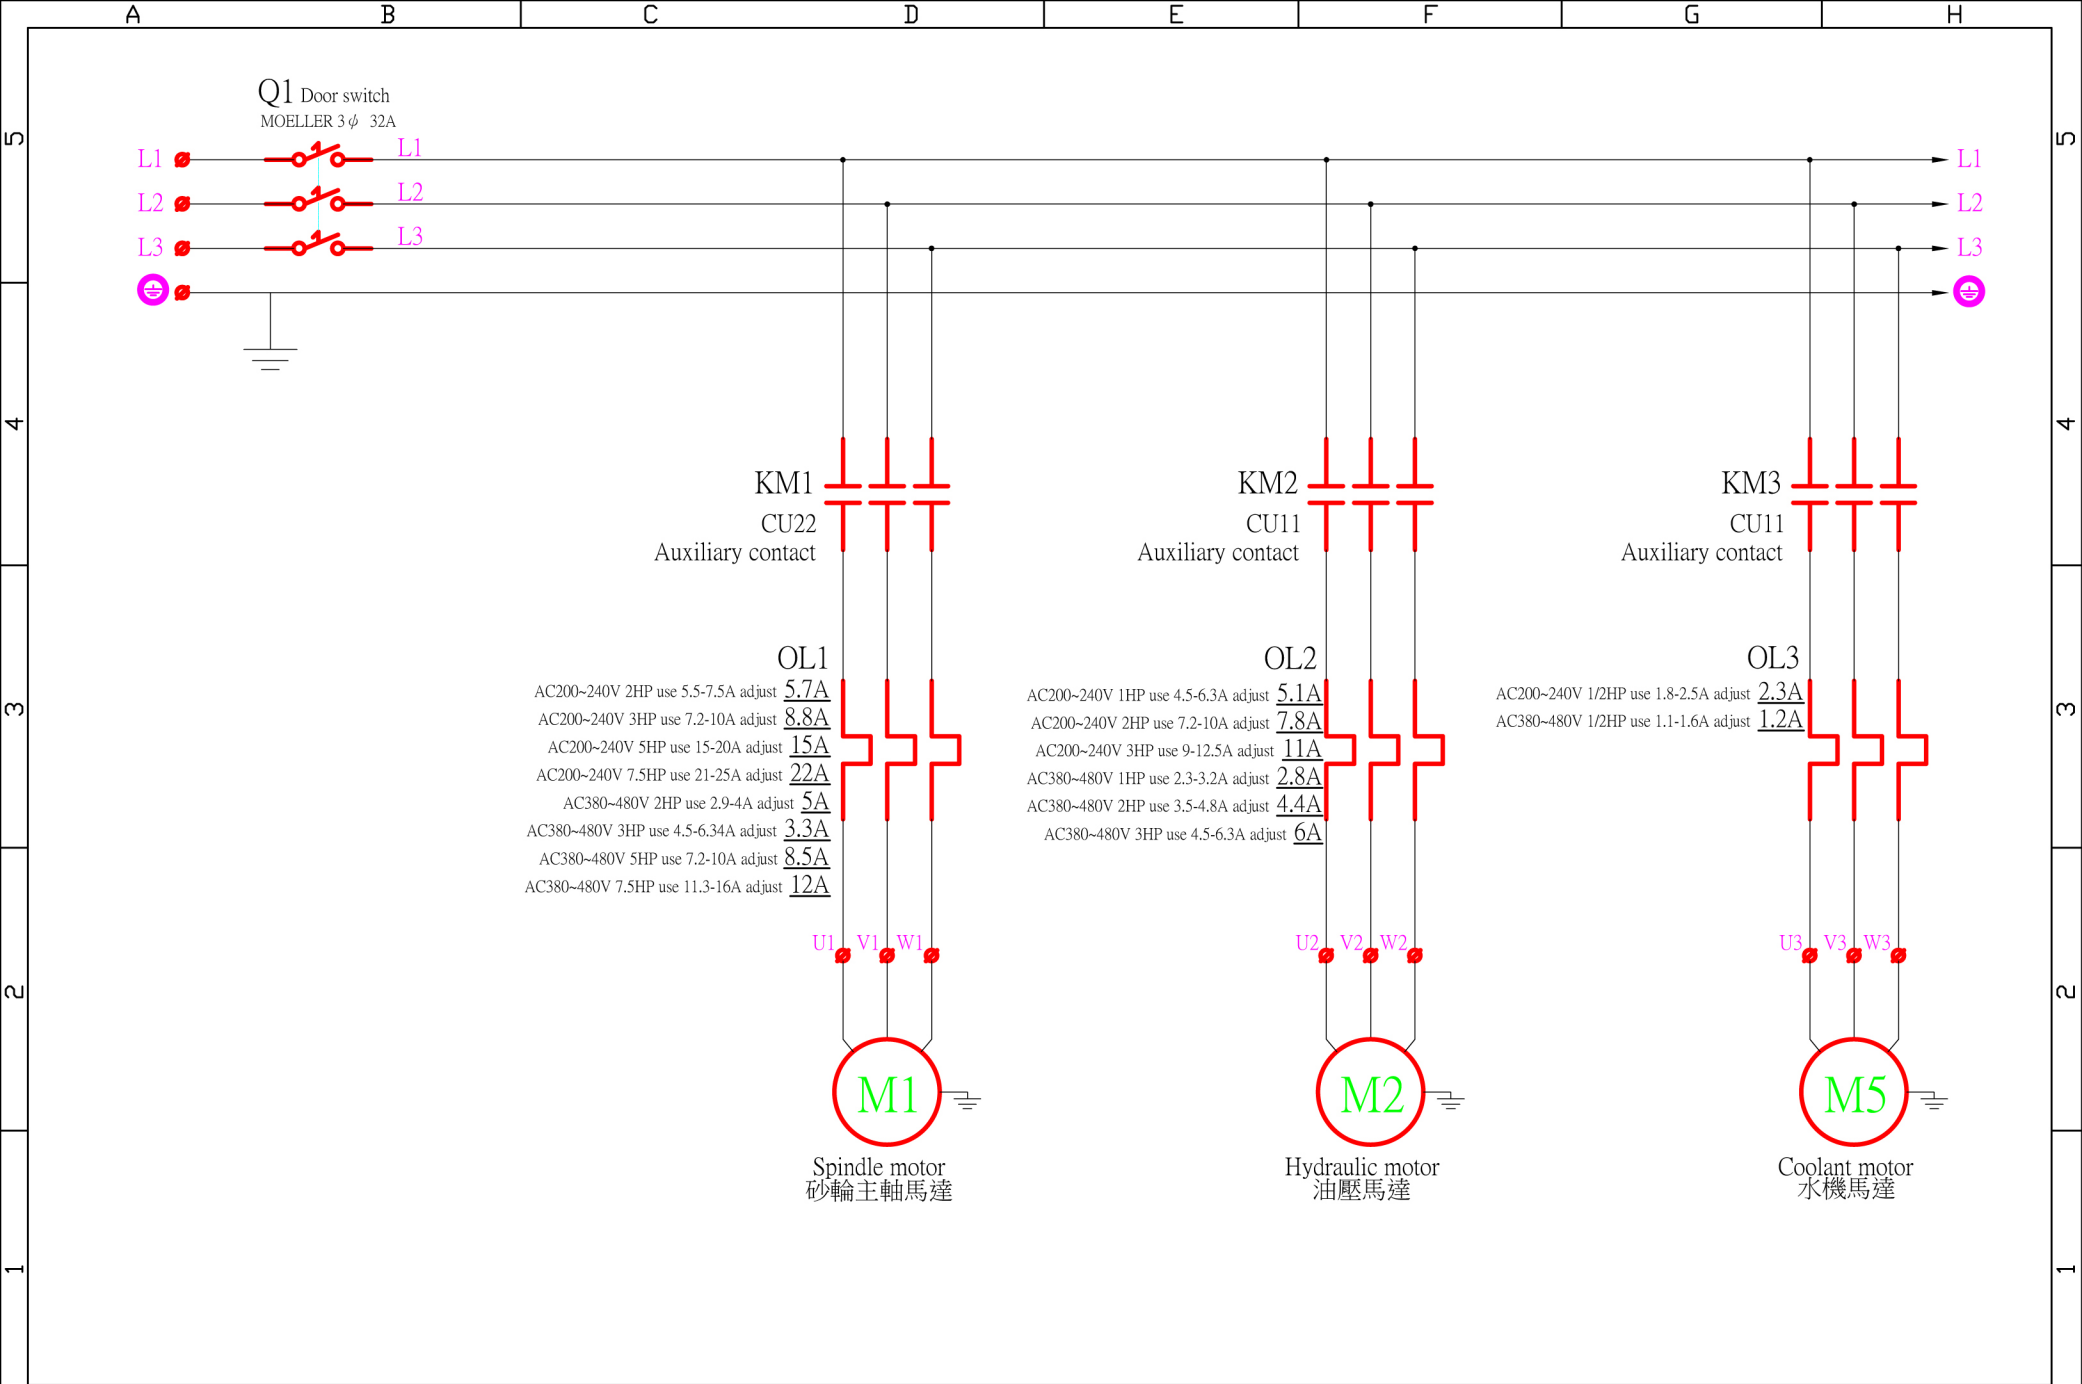 A B C D E F G H
Q1 Door switch
MOELLER 3φ 32A
5 5
L1 L1 L1
L2 L2 L2
L3 L3 L3
4 4
KM1 KM2 KM3
CU22 CU11 CU11
Auxiliary contact Auxiliary contact Auxiliary contact
OL1
AC200~240V 2HP use 5.5-7.5A adjust 5.7A
AC200~240V 3HP use 7.2-10A adjust 8.8A
AC200~240V 5HP use 15-20A adjust 15A
AC200~240V 7.5HP use 21-25A adjust 22A
AC380~480V 2HP use 2.9-4A adjust 5A
AC380~480V 3HP use 4.5-6.34A adjust 3.3A
AC380~480V 5HP use 7.2-10A adjust 8.5A
AC380~480V 7.5HP use 11.3-16A adjust 12A
OL2
AC200~240V 1HP use 4.5-6.3A adjust 5.1A
AC200~240V 2HP use 7.2-10A adjust 7.8A
AC200~240V 3HP use 9-12.5A adjust 11A
AC380~480V 1HP use 2.3-3.2A adjust 2.8A
AC380~480V 2HP use 3.5-4.8A adjust 4.4A
AC380~480V 3HP use 4.5-6.3A adjust 6A
OL3
AC200~240V 1/2HP use 1.8-2.5A adjust 2.3A
AC380~480V 1/2HP use 1.1-1.6A adjust 1.2A
3 3
U1 V1 W1 U2 V2 W2 U3 V3 W3
2 2
M1 M2 M5
Spindle motor Hydraulic motor Coolant motor
砂輪主軸馬達 油壓馬達 水機馬達
1 1